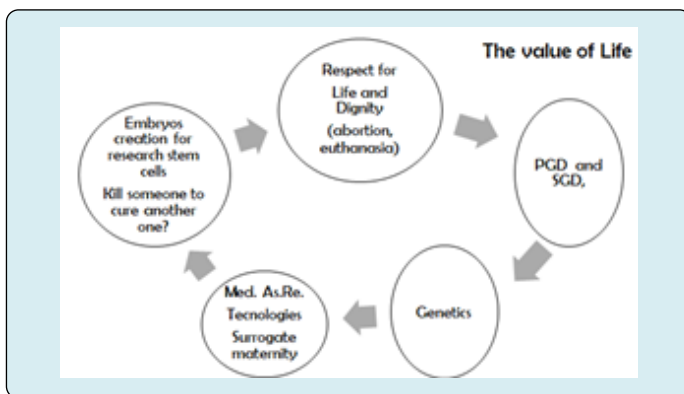 The value of Life
Respect for
Life and
Dignity
(abortion,
euthanasia)
PGD and
SGD,
Genetics
Med. As.Re.
Tecnologies
Surrogate
maternity
Embryos
creation for
research stem
cells
Kill someone to
cure another
one?